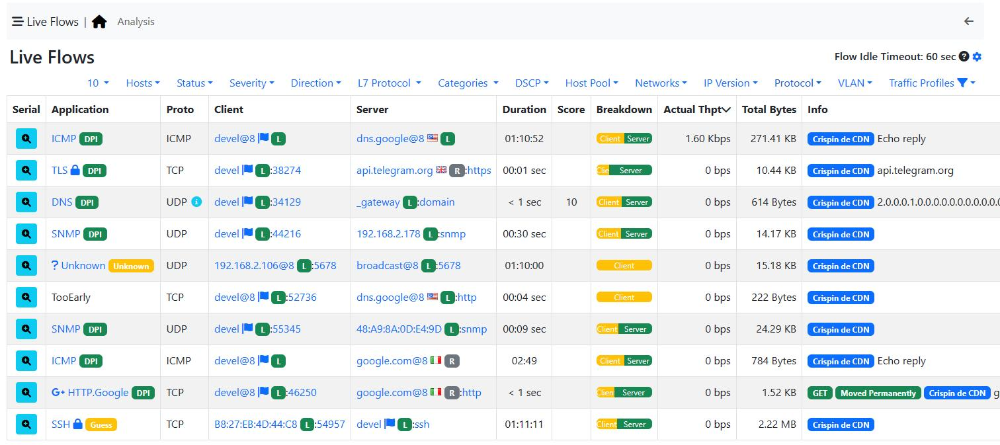 Live Flows | Analysis
Live Flows
Flow Idle Timeout: 60 sec
10 Hosts Status Severity Direction L7 Protocol Categories DSCP Host Pool Networks IP Version Protocol VLAN Traffic Profiles
Serial Application Proto Client Server Duration Score Breakdown Actual Thpt Total Bytes Info
ICMP DPI ICMP devel@8 L dns.google@8 L 01:10:52 Client Server 1.60 Kbps 271.41 KB Crispin de CDN Echo reply
TLS DPI TCP devel L:38274 api.telegram.org R:https 00:01 sec Clie Server 0 bps 10.44 KB Crispin de CDN api.telegram.org
DNS DPI UDP devel L:34129 _gateway L:domain < 1 sec 10 Client Server 0 bps 614 Bytes Crispin de CDN 2.0.0.0.1.0.0.0.0.0.0.0.0.0.0
SNMP DPI UDP devel L:44216 192.168.2.178 L:snmp 00:30 sec Client Server 0 bps 14.17 KB Crispin de CDN
? Unknown Unknown UDP 192.168.2.106@8 L:5678 broadcast@8 L:5678 01:10:00 Client 0 bps 15.18 KB Crispin de CDN
TooEarly TCP devel@8 L:52736 dns.google@8 L:http 00:04 sec Client 0 bps 222 Bytes Crispin de CDN
SNMP DPI UDP devel L:55345 48:A9:8A:0D:E4:9D L:snmp 00:09 sec Client Server 0 bps 24.29 KB Crispin de CDN
ICMP DPI ICMP devel@8 L google.com@8 R 02:49 Client Server 0 bps 784 Bytes Crispin de CDN Echo reply
G+ HTTP.Google DPI TCP devel@8 L:46250 google.com@8 R:http < 1 sec Client Server 0 bps 1.52 KB GET Moved Permanently Crispin de CDN g
SSH Guess TCP B8:27:EB:4D:44:C8 L:54957 devel L:ssh 01:11:11 Client Server 0 bps 2.22 MB Crispin de CDN